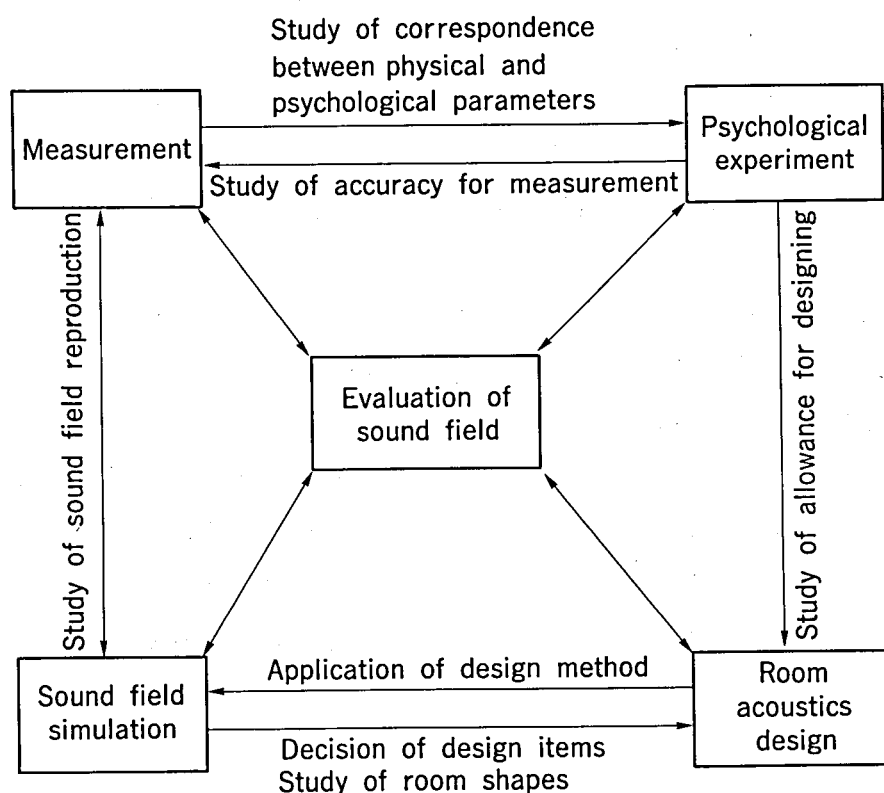 Study of correspondence
between physical and
psychological parameters
Measurement
Psychological
experiment
Study of accuracy for measurement
Study of sound field reproduction
Study of allowance for designing
Evaluation of
sound field
Sound field
simulation
Application of design method
Room
acoustics
design
Decision of design items
Study of room shapes